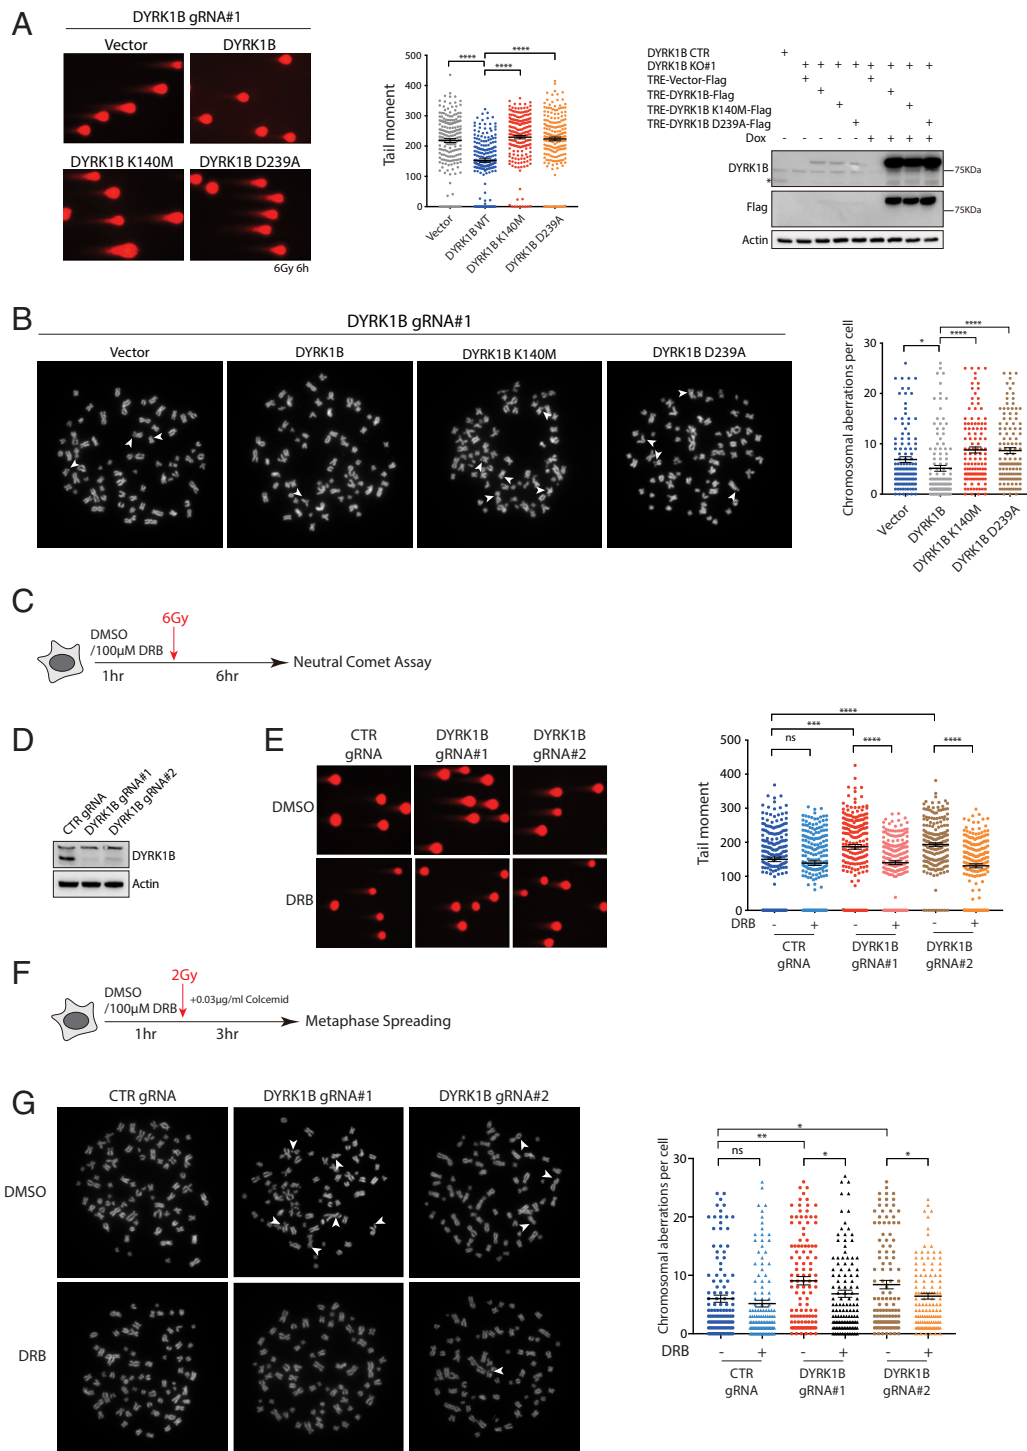 A
DYRK1B gRNA#1
Vector
DYRK1B
DYRK1B K140M
DYRK1B D239A
6Gy 6h
Tail moment
500
400
300
200
100
0
****
****
****
Vector
DYRK1B WT
DYRK1B K140M
DYRK1B D239A
DYRK1B CTR +
DYRK1B KO#1 + + + + + + + +
TRE-Vector-Flag + +
TRE-DYRK1B-Flag + +
TRE-DYRK1B K140M-Flag + +
TRE-DYRK1B D239A-Flag + +
Dox - - - - - + + + +
DYRK1B
*
75KDa
Flag
75KDa
Actin
B
DYRK1B gRNA#1
Vector
DYRK1B
DYRK1B K140M
DYRK1B D239A
Chromosomal aberrations per cell
30
20
10
0
****
****
*
Vector
DYRK1B
DYRK1B K140M
DYRK1B D239A
C
6Gy
DMSO
/100µM DRB
1hr
6hr
Neutral Comet Assay
D
CTR gRNA
DYRK1B gRNA#1
DYRK1B gRNA#2
DYRK1B
Actin
E
CTR
gRNA
DYRK1B
gRNA#1
DYRK1B
gRNA#2
DMSO
DRB
Tail moment
500
400
300
200
100
0
****
***
ns
****
****
DRB - + - + - +
CTR
gRNA
DYRK1B
gRNA#1
DYRK1B
gRNA#2
F
2Gy
DMSO
/100µM DRB
+0.03µg/ml Colcemid
1hr
3hr
Metaphase Spreading
G
CTR gRNA
DYRK1B gRNA#1
DYRK1B gRNA#2
DMSO
DRB
Chromosomal aberrations per cell
30
20
10
0
*
**
ns
*
*
DRB - + - + - +
CTR
gRNA
DYRK1B
gRNA#1
DYRK1B
gRNA#2